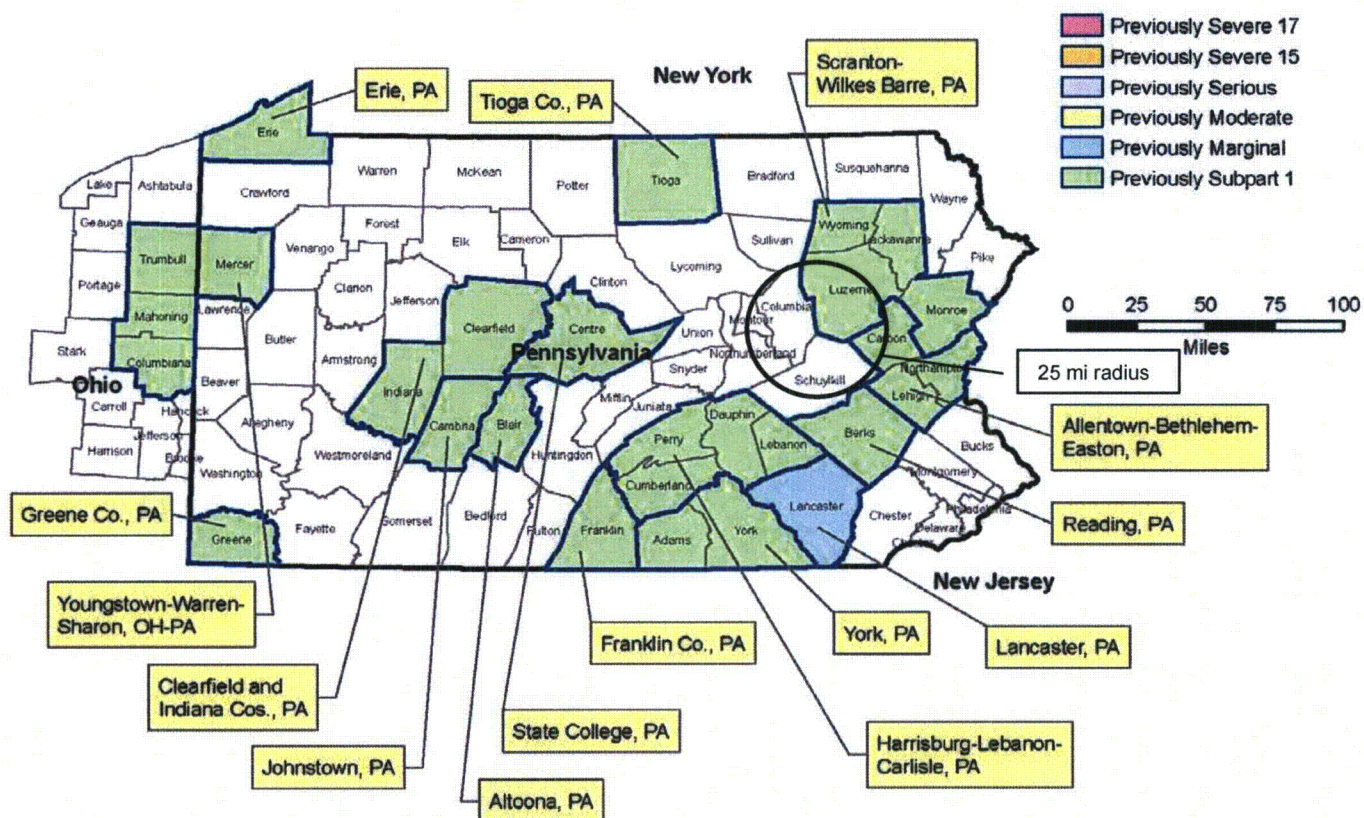 Previously Severe 17
Previously Severe 15
Previously Serious
Previously Moderate
Previously Marginal
Previously Subpart 1
New York
Scranton-
Wilkes Barre, PA
Erie, PA
Tioga Co., PA
Erie
Warren
McKean
Potter
Tioga
Bradford
Susquehanna
Wayne
Lake
Ashtabula
Crawford
Geauga
Forest
Elk
Cameron
Sullivan
Wyoming
Lackawanna
Pike
Trumbull
Mercer
Venango
Clinton
Lycoming
Portage
Clarion
Jefferson
Luzerne
Columbia
Monroe
Mahoning
Lawrence
Clearfield
Centre
Union
Montour
Carbon
0 25 50 75 100
Miles
Stark
Columbiana
Butler
Armstrong
Pennsylvania
Northumberland
Snyder
Schuylkill
Northampton
25 mi radius
Ohio
Beaver
Indiana
Mifflin
Juniata
Lehigh
Carroll
Hancock
Allegheny
Cambria
Blair
Perry
Dauphin
Lebanon
Berks
Bucks
Allentown-Bethlehem-
Easton, PA
Harrison
Jefferson
Brooke
Washington
Westmoreland
Huntingdon
Cumberland
Montgomery
Philadelphia
Reading, PA
Greene Co., PA
Greene
Fayette
Somerset
Bedford
Fulton
Franklin
Adams
York
Lancaster
Chester
Delaware
New Jersey
Youngstown-Warren-
Sharon, OH-PA
Franklin Co., PA
York, PA
Lancaster, PA
Clearfield and
Indiana Cos., PA
State College, PA
Harrisburg-Lebanon-
Carlisle, PA
Johnstown, PA
Altoona, PA